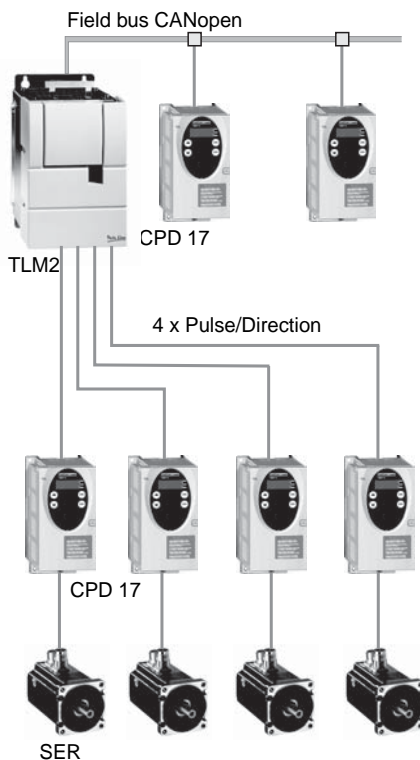 Field bus CANopen
CPD 17
TLM2
4 x Pulse/Direction
CPD 17
SER